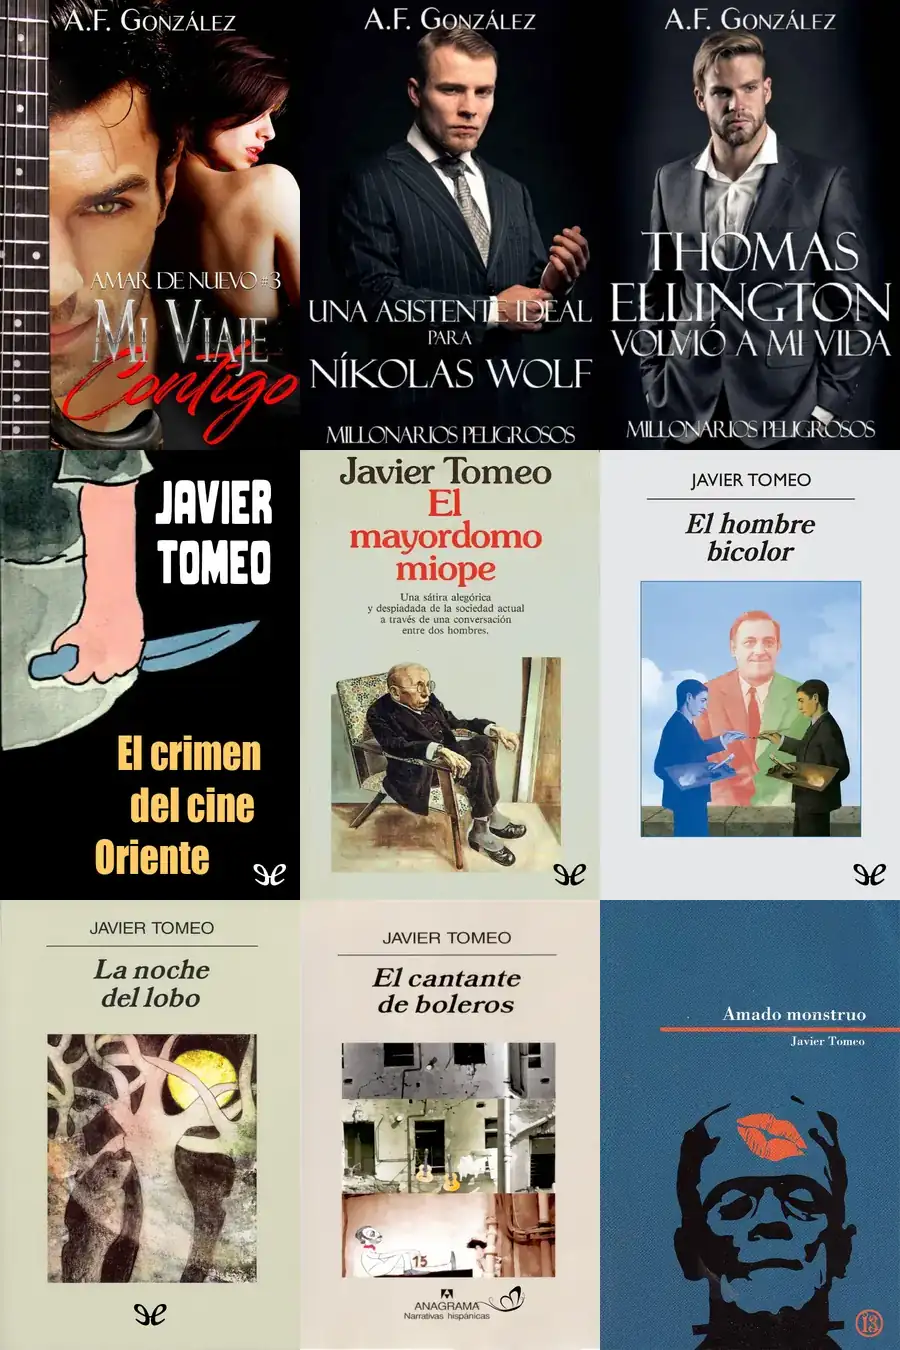 A.F. GONZÁLEZ
AMAR DE NUEVO #3
MI VIAJE
Contigo
A.F. GONZÁLEZ
UNA ASISTENTE IDEAL
PARA
NÍKOLAS WOLF
MILLONARIOS PELIGROSOS
A.F. GONZÁLEZ
THOMAS
ELLINGTON
VOLVIÓ A MI VIDA
MILLONARIOS PELIGROSOS
JAVIER
TOMEO
El crimen
del cine
Oriente
Javier Tomeo
El
mayordomo
miope
Una sátira alegórica
y despiadada de la sociedad actual
a través de una conversación
entre dos hombres.
JAVIER TOMEO
El hombre
bicolor
JAVIER TOMEO
La noche
del lobo
JAVIER TOMEO
El cantante
de boleros
15
ANAGRAMA
Narrativas hispánicas
Amado monstruo
Javier Tomeo
13